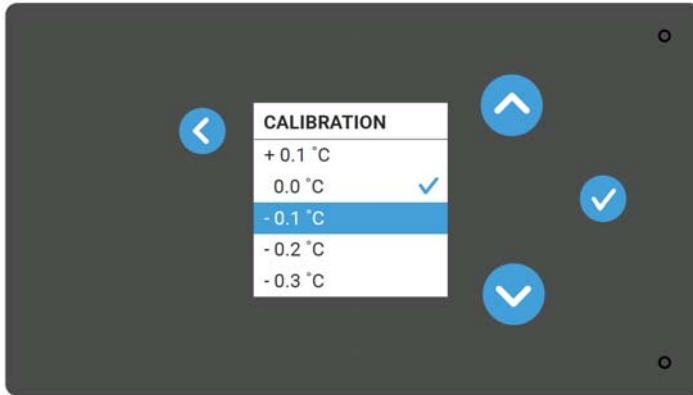 CALIBRATION
+ 0.1 °C
0.0 °C
- 0.1 °C
- 0.2 °C
- 0.3 °C